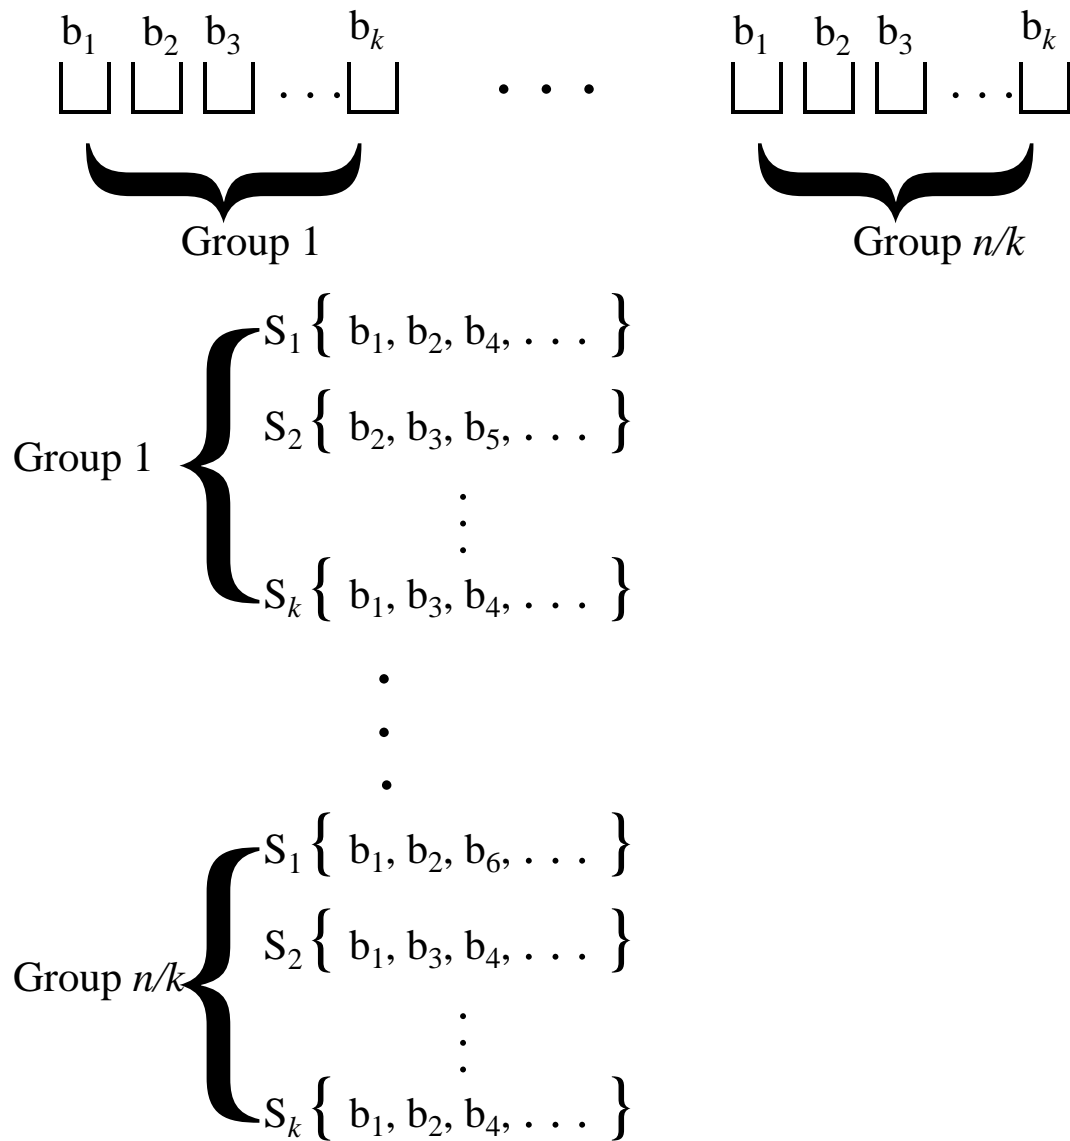 b₁ b₂ b₃ bₖ b₁ b₂ b₃ bₖ
. . . . . . . . .
Group 1 Group n/k
S₁ { b₁, b₂, b₄, . . . }
S₂ { b₂, b₃, b₅, . . . }
Group 1
Sₖ { b₁, b₃, b₄, . . . }
S₁ { b₁, b₂, b₆, . . . }
S₂ { b₁, b₃, b₄, . . . }
Group n/k
Sₖ { b₁, b₂, b₄, . . . }